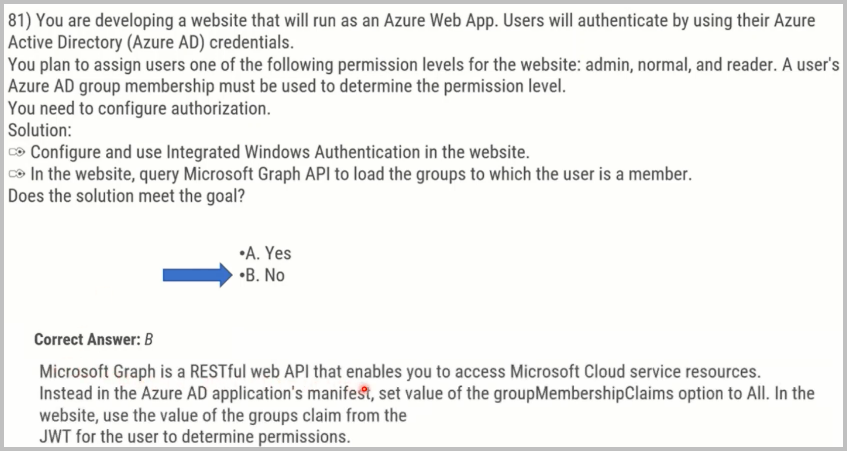 81) You are developing a website that will run as an Azure Web App. Users will authenticate by using their Azure
Active Directory (Azure AD) credentials.
You plan to assign users one of the following permission levels for the website: admin, normal, and reader. A user's
Azure AD group membership must be used to determine the permission level.
You need to configure authorization.
Solution:
Configure and use Integrated Windows Authentication in the website.
In the website, query Microsoft Graph API to load the groups to which the user is a member.
Does the solution meet the goal?
•A. Yes
•B. No
Correct Answer: B
Microsoft Graph is a RESTful web API that enables you to access Microsoft Cloud service resources.
Instead in the Azure AD application's manifest, set value of the groupMembershipClaims option to All. In the
website, use the value of the groups claim from the
JWT for the user to determine permissions.